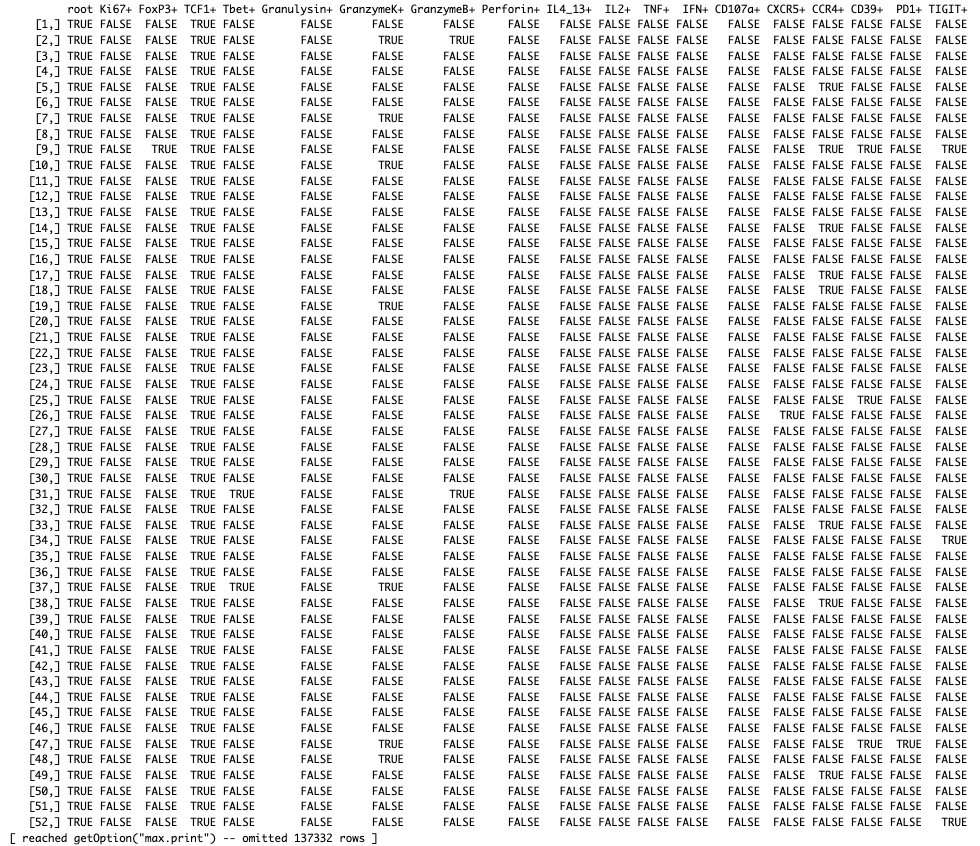 root Ki67+ FoxP3+ TCF1+ Tbet+ Granulysin+ GranzymeK+ GranzymeB+ Perforin+ IL4_13+ IL2+ TNF+ IFN+ CD107a+ CXCR5+ CCR4+ CD39+ PD1+ TIGIT+
[1,] TRUE FALSE FALSE TRUE FALSE FALSE FALSE FALSE FALSE FALSE FALSE FALSE FALSE FALSE FALSE FALSE FALSE FALSE FALSE
[2,] TRUE FALSE FALSE TRUE FALSE FALSE TRUE TRUE FALSE FALSE FALSE FALSE FALSE FALSE FALSE FALSE FALSE FALSE FALSE
[3,] TRUE FALSE FALSE TRUE FALSE FALSE FALSE FALSE FALSE FALSE FALSE FALSE FALSE FALSE FALSE FALSE FALSE FALSE FALSE
[4,] TRUE FALSE FALSE TRUE FALSE FALSE FALSE FALSE FALSE FALSE FALSE FALSE FALSE FALSE FALSE FALSE FALSE FALSE FALSE
[5,] TRUE FALSE FALSE TRUE FALSE FALSE FALSE FALSE FALSE FALSE FALSE FALSE FALSE FALSE FALSE TRUE FALSE FALSE FALSE
[6,] TRUE FALSE FALSE TRUE FALSE FALSE FALSE FALSE FALSE FALSE FALSE FALSE FALSE FALSE FALSE FALSE FALSE FALSE FALSE
[7,] TRUE FALSE FALSE TRUE FALSE FALSE TRUE FALSE FALSE FALSE FALSE FALSE FALSE FALSE FALSE FALSE FALSE FALSE FALSE
[8,] TRUE FALSE FALSE TRUE FALSE FALSE FALSE FALSE FALSE FALSE FALSE FALSE FALSE FALSE FALSE FALSE FALSE FALSE FALSE
[9,] TRUE FALSE TRUE TRUE FALSE FALSE FALSE FALSE FALSE FALSE FALSE FALSE FALSE FALSE FALSE TRUE TRUE FALSE TRUE
[10,] TRUE FALSE FALSE TRUE FALSE FALSE TRUE FALSE FALSE FALSE FALSE FALSE FALSE FALSE FALSE FALSE FALSE FALSE FALSE
[11,] TRUE FALSE FALSE TRUE FALSE FALSE FALSE FALSE FALSE FALSE FALSE FALSE FALSE FALSE FALSE FALSE FALSE FALSE FALSE
[12,] TRUE FALSE FALSE TRUE FALSE FALSE FALSE FALSE FALSE FALSE FALSE FALSE FALSE FALSE FALSE FALSE FALSE FALSE FALSE
[13,] TRUE FALSE FALSE TRUE FALSE FALSE FALSE FALSE FALSE FALSE FALSE FALSE FALSE FALSE FALSE FALSE FALSE FALSE FALSE
[14,] TRUE FALSE FALSE TRUE FALSE FALSE FALSE FALSE FALSE FALSE FALSE FALSE FALSE FALSE FALSE TRUE FALSE FALSE FALSE
[15,] TRUE FALSE FALSE TRUE FALSE FALSE FALSE FALSE FALSE FALSE FALSE FALSE FALSE FALSE FALSE FALSE FALSE FALSE FALSE
[16,] TRUE FALSE FALSE TRUE FALSE FALSE FALSE FALSE FALSE FALSE FALSE FALSE FALSE FALSE FALSE FALSE FALSE FALSE FALSE
[17,] TRUE FALSE FALSE TRUE FALSE FALSE FALSE FALSE FALSE FALSE FALSE FALSE FALSE FALSE FALSE TRUE FALSE FALSE FALSE
[18,] TRUE FALSE FALSE TRUE FALSE FALSE FALSE FALSE FALSE FALSE FALSE FALSE FALSE FALSE FALSE TRUE FALSE FALSE FALSE
[19,] TRUE FALSE FALSE TRUE FALSE FALSE TRUE FALSE FALSE FALSE FALSE FALSE FALSE FALSE FALSE FALSE FALSE FALSE FALSE
[20,] TRUE FALSE FALSE TRUE FALSE FALSE FALSE FALSE FALSE FALSE FALSE FALSE FALSE FALSE FALSE FALSE FALSE FALSE FALSE
[21,] TRUE FALSE FALSE TRUE FALSE FALSE FALSE FALSE FALSE FALSE FALSE FALSE FALSE FALSE FALSE FALSE FALSE FALSE FALSE
[22,] TRUE FALSE FALSE TRUE FALSE FALSE FALSE FALSE FALSE FALSE FALSE FALSE FALSE FALSE FALSE FALSE FALSE FALSE FALSE
[23,] TRUE FALSE FALSE TRUE FALSE FALSE FALSE FALSE FALSE FALSE FALSE FALSE FALSE FALSE FALSE FALSE FALSE FALSE FALSE
[24,] TRUE FALSE FALSE TRUE FALSE FALSE FALSE FALSE FALSE FALSE FALSE FALSE FALSE FALSE FALSE FALSE FALSE FALSE FALSE
[25,] TRUE FALSE FALSE TRUE FALSE FALSE FALSE FALSE FALSE FALSE FALSE FALSE FALSE FALSE FALSE FALSE TRUE FALSE FALSE
[26,] TRUE FALSE FALSE TRUE FALSE FALSE FALSE FALSE FALSE FALSE FALSE FALSE FALSE FALSE TRUE FALSE FALSE FALSE FALSE
[27,] TRUE FALSE FALSE TRUE FALSE FALSE FALSE FALSE FALSE FALSE FALSE FALSE FALSE FALSE FALSE FALSE FALSE FALSE FALSE
[28,] TRUE FALSE FALSE TRUE FALSE FALSE FALSE FALSE FALSE FALSE FALSE FALSE FALSE FALSE FALSE FALSE FALSE FALSE FALSE
[29,] TRUE FALSE FALSE TRUE FALSE FALSE FALSE FALSE FALSE FALSE FALSE FALSE FALSE FALSE FALSE FALSE FALSE FALSE FALSE
[30,] TRUE FALSE FALSE TRUE FALSE FALSE FALSE FALSE FALSE FALSE FALSE FALSE FALSE FALSE FALSE FALSE FALSE FALSE FALSE
[31,] TRUE FALSE FALSE TRUE TRUE FALSE FALSE TRUE FALSE FALSE FALSE FALSE FALSE FALSE FALSE FALSE FALSE FALSE FALSE
[32,] TRUE FALSE FALSE TRUE FALSE FALSE FALSE FALSE FALSE FALSE FALSE FALSE FALSE FALSE FALSE FALSE FALSE FALSE FALSE
[33,] TRUE FALSE FALSE TRUE FALSE FALSE FALSE FALSE FALSE FALSE FALSE FALSE FALSE FALSE FALSE TRUE FALSE FALSE FALSE
[34,] TRUE FALSE FALSE TRUE FALSE FALSE FALSE FALSE FALSE FALSE FALSE FALSE FALSE FALSE FALSE FALSE FALSE FALSE TRUE
[35,] TRUE FALSE FALSE TRUE FALSE FALSE FALSE FALSE FALSE FALSE FALSE FALSE FALSE FALSE FALSE FALSE FALSE FALSE FALSE
[36,] TRUE FALSE FALSE TRUE FALSE FALSE FALSE FALSE FALSE FALSE FALSE FALSE FALSE FALSE FALSE FALSE FALSE FALSE FALSE
[37,] TRUE FALSE FALSE TRUE TRUE FALSE TRUE FALSE FALSE FALSE FALSE FALSE FALSE FALSE FALSE FALSE FALSE FALSE FALSE
[38,] TRUE FALSE FALSE TRUE FALSE FALSE FALSE FALSE FALSE FALSE FALSE FALSE FALSE FALSE FALSE TRUE FALSE FALSE FALSE
[39,] TRUE FALSE FALSE TRUE FALSE FALSE FALSE FALSE FALSE FALSE FALSE FALSE FALSE FALSE FALSE FALSE FALSE FALSE FALSE
[40,] TRUE FALSE FALSE TRUE FALSE FALSE FALSE FALSE FALSE FALSE FALSE FALSE FALSE FALSE FALSE FALSE FALSE FALSE FALSE
[41,] TRUE FALSE FALSE TRUE FALSE FALSE FALSE FALSE FALSE FALSE FALSE FALSE FALSE FALSE FALSE FALSE FALSE FALSE FALSE
[42,] TRUE FALSE FALSE TRUE FALSE FALSE FALSE FALSE FALSE FALSE FALSE FALSE FALSE FALSE FALSE FALSE FALSE FALSE FALSE
[43,] TRUE FALSE FALSE TRUE FALSE FALSE FALSE FALSE FALSE FALSE FALSE FALSE FALSE FALSE FALSE FALSE FALSE FALSE FALSE
[44,] TRUE FALSE FALSE TRUE FALSE FALSE FALSE FALSE FALSE FALSE FALSE FALSE FALSE FALSE FALSE FALSE FALSE FALSE FALSE
[45,] TRUE FALSE FALSE TRUE FALSE FALSE FALSE FALSE FALSE FALSE FALSE FALSE FALSE FALSE FALSE FALSE FALSE FALSE FALSE
[46,] TRUE FALSE FALSE TRUE FALSE FALSE FALSE FALSE FALSE FALSE FALSE FALSE FALSE FALSE FALSE FALSE FALSE FALSE FALSE
[47,] TRUE FALSE FALSE TRUE FALSE FALSE TRUE FALSE FALSE FALSE FALSE FALSE FALSE FALSE FALSE FALSE TRUE TRUE FALSE
[48,] TRUE FALSE FALSE TRUE FALSE FALSE TRUE FALSE FALSE FALSE FALSE FALSE FALSE FALSE FALSE FALSE FALSE FALSE FALSE
[49,] TRUE FALSE FALSE TRUE FALSE FALSE FALSE FALSE FALSE FALSE FALSE FALSE FALSE FALSE FALSE TRUE FALSE FALSE FALSE
[50,] TRUE FALSE FALSE TRUE FALSE FALSE FALSE FALSE FALSE FALSE FALSE FALSE FALSE FALSE FALSE FALSE FALSE FALSE FALSE
[51,] TRUE FALSE FALSE TRUE FALSE FALSE FALSE FALSE FALSE FALSE FALSE FALSE FALSE FALSE FALSE FALSE FALSE FALSE FALSE
[52,] TRUE FALSE FALSE TRUE FALSE FALSE FALSE FALSE FALSE FALSE FALSE FALSE FALSE FALSE FALSE FALSE FALSE FALSE TRUE
[ reached getOption("max.print") -- omitted 137332 rows ]